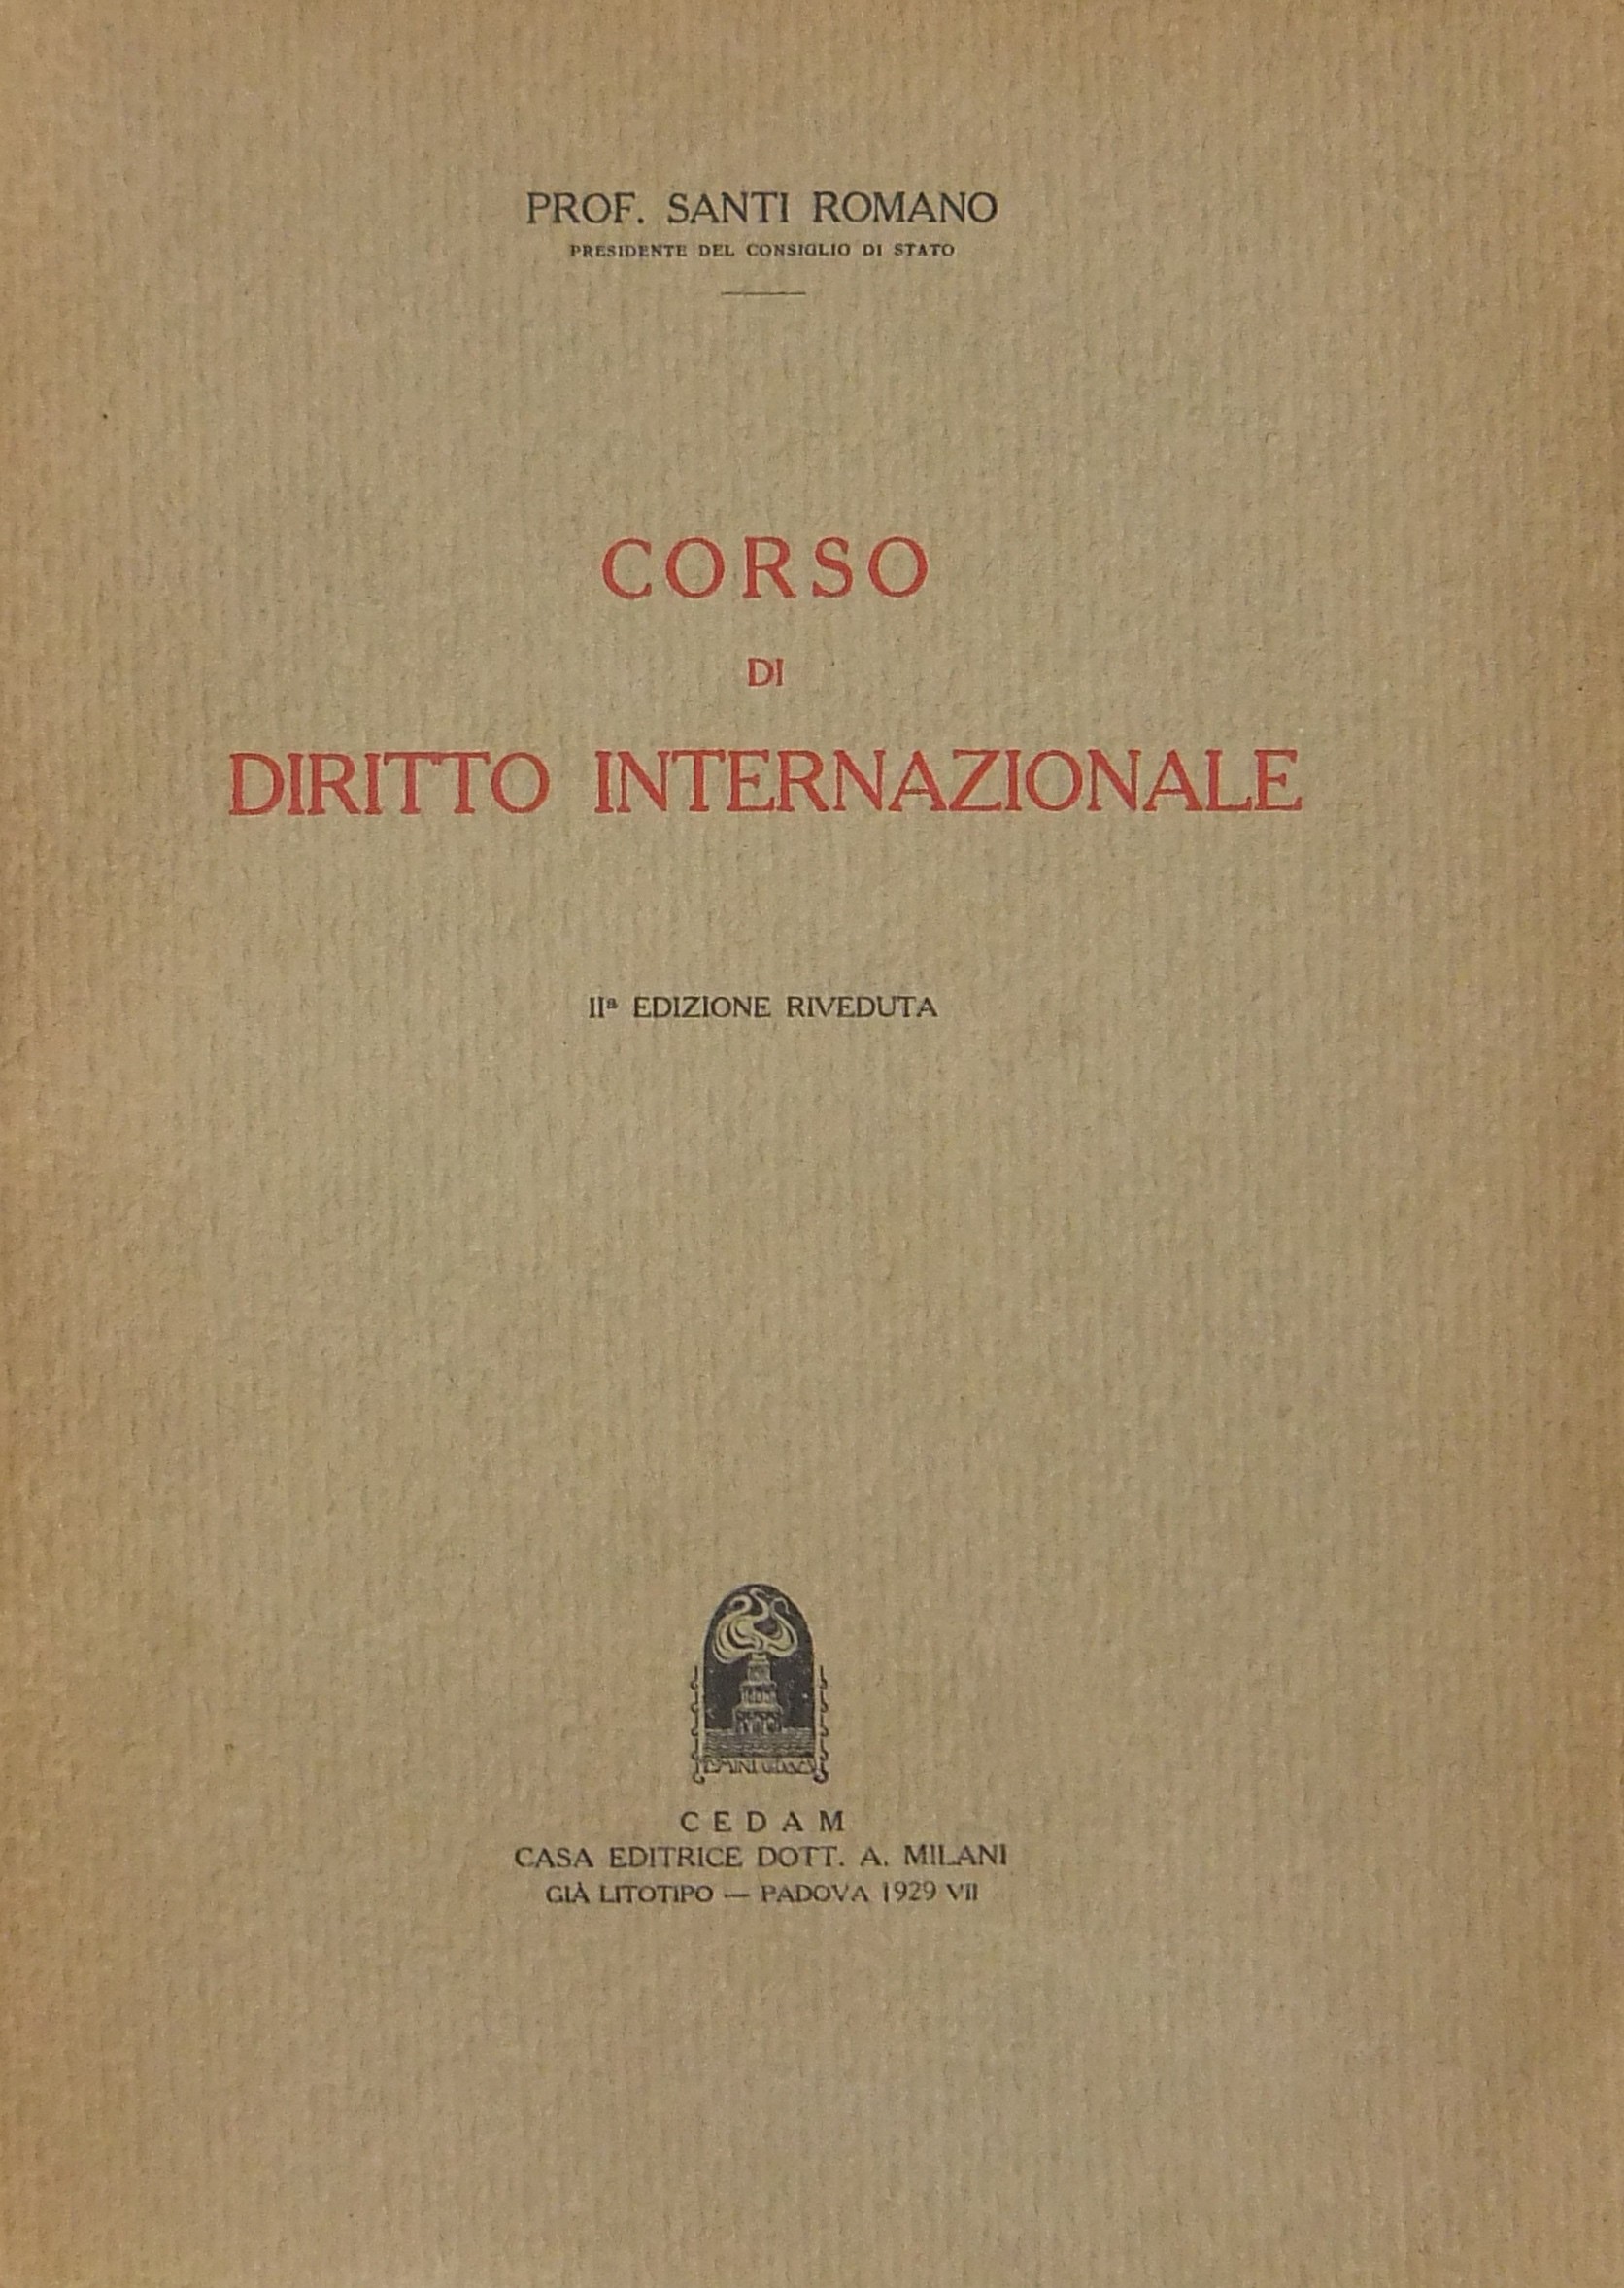 PROF. SANTI ROMANO
PRESIDENTE DEL CONSIGLIO DI STATO
CORSO
DI
DIRITTO INTERNAZIONALE
IIª EDIZIONE RIVEDUTA
CEDAM
CASA EDITRICE DOTT. A. MILANI
GIÀ LITOTIPO — PADOVA 1929 VII